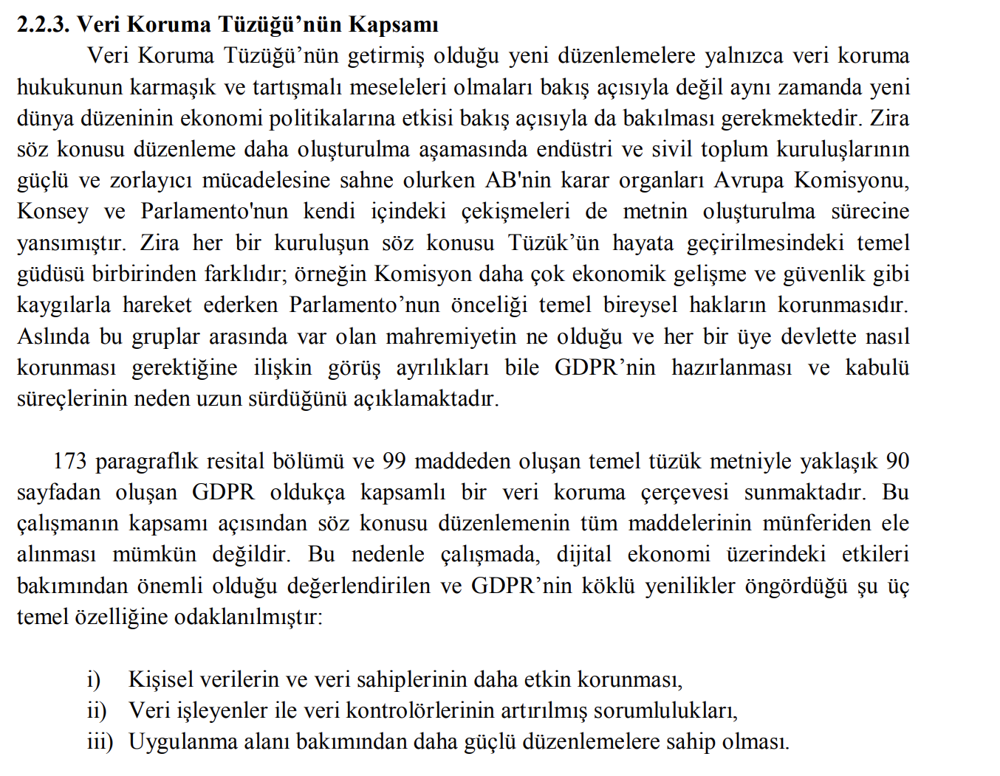 2.2.3. Veri Koruma Tüzüğü’nün Kapsamı
Veri Koruma Tüzüğü’nün getirmiş olduğu yeni düzenlemelere yalnızca veri koruma
hukukunun karmaşık ve tartışmalı meseleleri olmaları bakış açısıyla değil aynı zamanda yeni
dünya düzeninin ekonomi politikalarına etkisi bakış açısıyla da bakılması gerekmektedir. Zira
söz konusu düzenleme daha oluşturulma aşamasında endüstri ve sivil toplum kuruluşlarının
güçlü ve zorlayıcı mücadelesine sahne olurken AB'nin karar organları Avrupa Komisyonu,
Konsey ve Parlamento'nun kendi içindeki çekişmeleri de metnin oluşturulma sürecine
yansımıştır. Zira her bir kuruluşun söz konusu Tüzük’ün hayata geçirilmesindeki temel
güdüsü birbirinden farklıdır; örneğin Komisyon daha çok ekonomik gelişme ve güvenlik gibi
kaygılarla hareket ederken Parlamento’nun önceliği temel bireysel hakların korunmasıdır.
Aslında bu gruplar arasında var olan mahremiyetin ne olduğu ve her bir üye devlette nasıl
korunması gerektiğine ilişkin görüş ayrılıkları bile GDPR’nin hazırlanması ve kabulü
süreçlerinin neden uzun sürdüğünü açıklamaktadır.
173 paragraflık resital bölümü ve 99 maddeden oluşan temel tüzük metniyle yaklaşık 90
sayfadan oluşan GDPR oldukça kapsamlı bir veri koruma çerçevesi sunmaktadır. Bu
çalışmanın kapsamı açısından söz konusu düzenlemenin tüm maddelerinin münferiden ele
alınması mümkün değildir. Bu nedenle çalışmada, dijital ekonomi üzerindeki etkileri
bakımından önemli olduğu değerlendirilen ve GDPR’nin köklü yenilikler öngördüğü şu üç
temel özelliğine odaklanılmıştır:
i) Kişisel verilerin ve veri sahiplerinin daha etkin korunması,
ii) Veri işleyenler ile veri kontrolörlerinin artırılmış sorumlulukları,
iii) Uygulanma alanı bakımından daha güçlü düzenlemelere sahip olması.